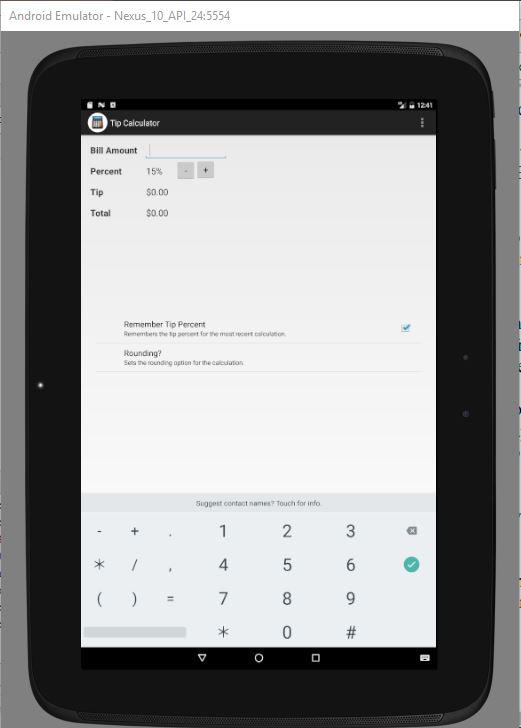 Android Emulator - Nexus_10_API_24:5554
12:41
Tip Calculator
Bill Amount
Percent 15% - +
Tip $0.00
Total $0.00
Remember Tip Percent
Remembers the tip percent for the most recent calculation.
Rounding?
Sets the rounding option for the calculation.
Suggest contact names? Touch for info.
- + . 1 2 3
* / , 4 5 6
( ) = 7 8 9
* 0 #